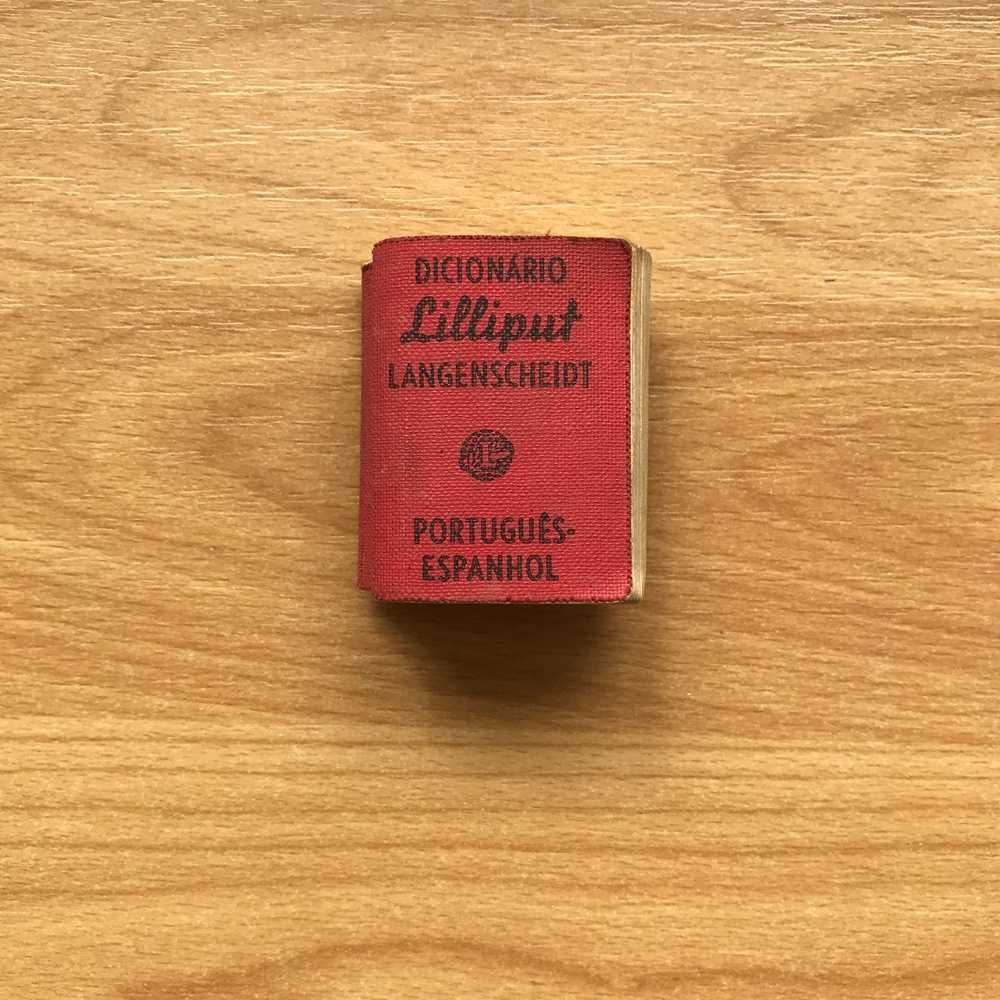 DICIONÁRIO
Lilliput
LANGENSCHEIDT
L
PORTUGUÊS-
ESPANHOL